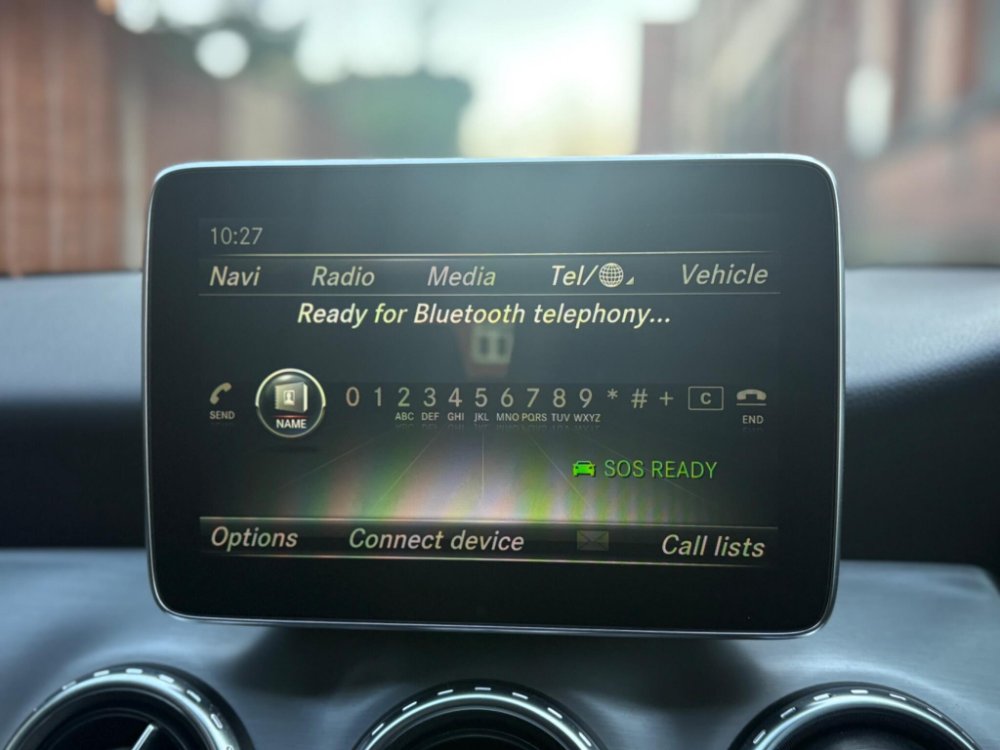 10:27
Navi Radio Media Tel/ Vehicle
Ready for Bluetooth telephony...
SEND NAME 0 1 2 3 4 5 6 7 8 9 * # + C END
ABC DEF GHI JKL MNO PQRS TUV WXYZ
SOS READY
Options Connect device Call lists